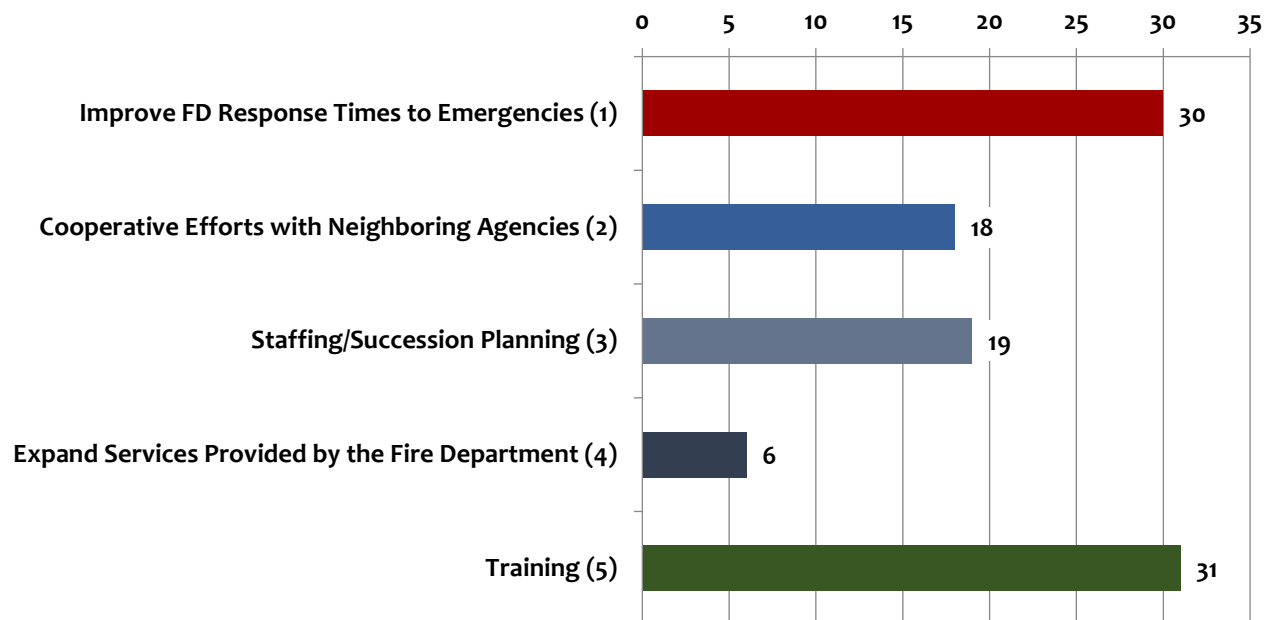 0 5 10 15 20 25 30 35
Improve FD Response Times to Emergencies (1) 30
Cooperative Efforts with Neighboring Agencies (2) 18
Staffing/Succession Planning (3) 19
Expand Services Provided by the Fire Department (4) 6
Training (5) 31